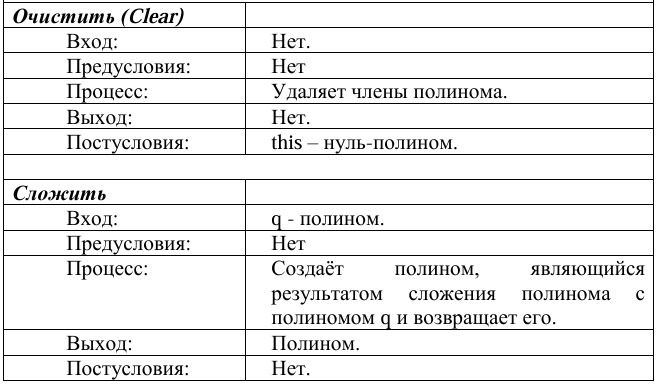 Очистить (Clear)
Вход: Нет.
Предусловия: Нет
Процесс: Удаляет члены полинома.
Выход: Нет.
Постусловия: this – нуль-полином.
Сложить
Вход: q - полином.
Предусловия: Нет
Процесс: Создаёт полином, являющийся
результатом сложения полинома с
полиномом q и возвращает его.
Выход: Полином.
Постусловия: Нет.